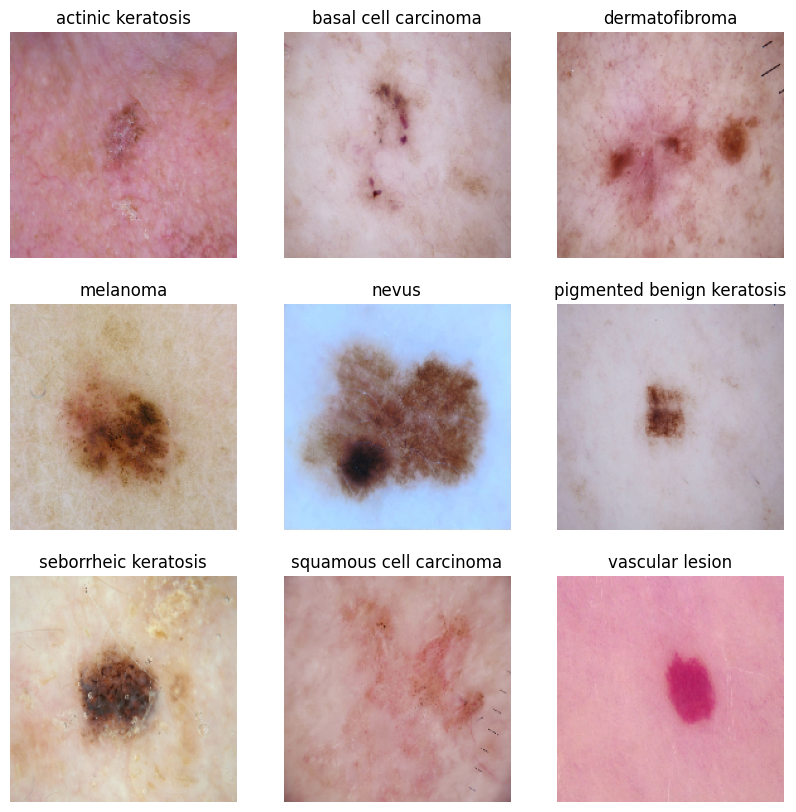 actinic keratosis
basal cell carcinoma
dermatofibroma
melanoma
nevus
pigmented benign keratosis
seborrheic keratosis
squamous cell carcinoma
vascular lesion